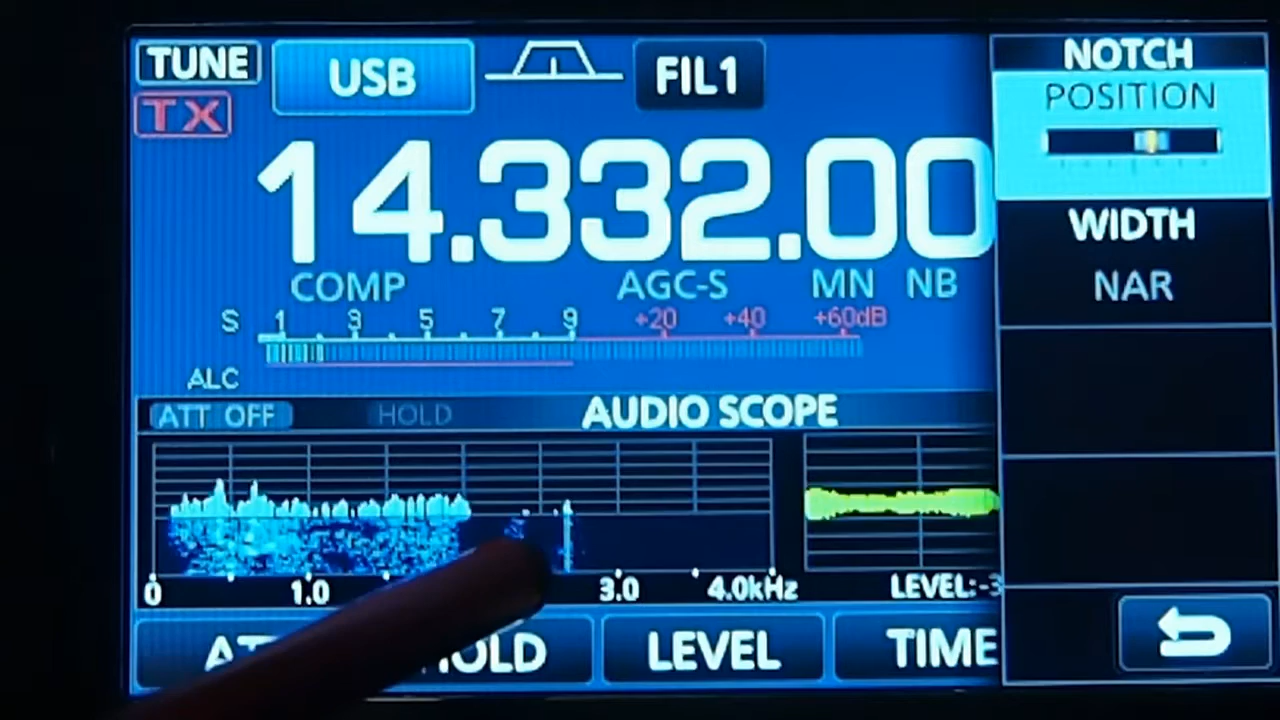 TUNE USB FIL1 NOTCH
TX POSITION
14.332.00
WIDTH
COMP AGC-S MN NB NAR
S 1 3 5 7 9 +20 +40 +60dB
ALC
ATT OFF HOLD AUDIO SCOPE
0 1.0 3.0 4.0kHz LEVEL:-3
LEVEL TIME